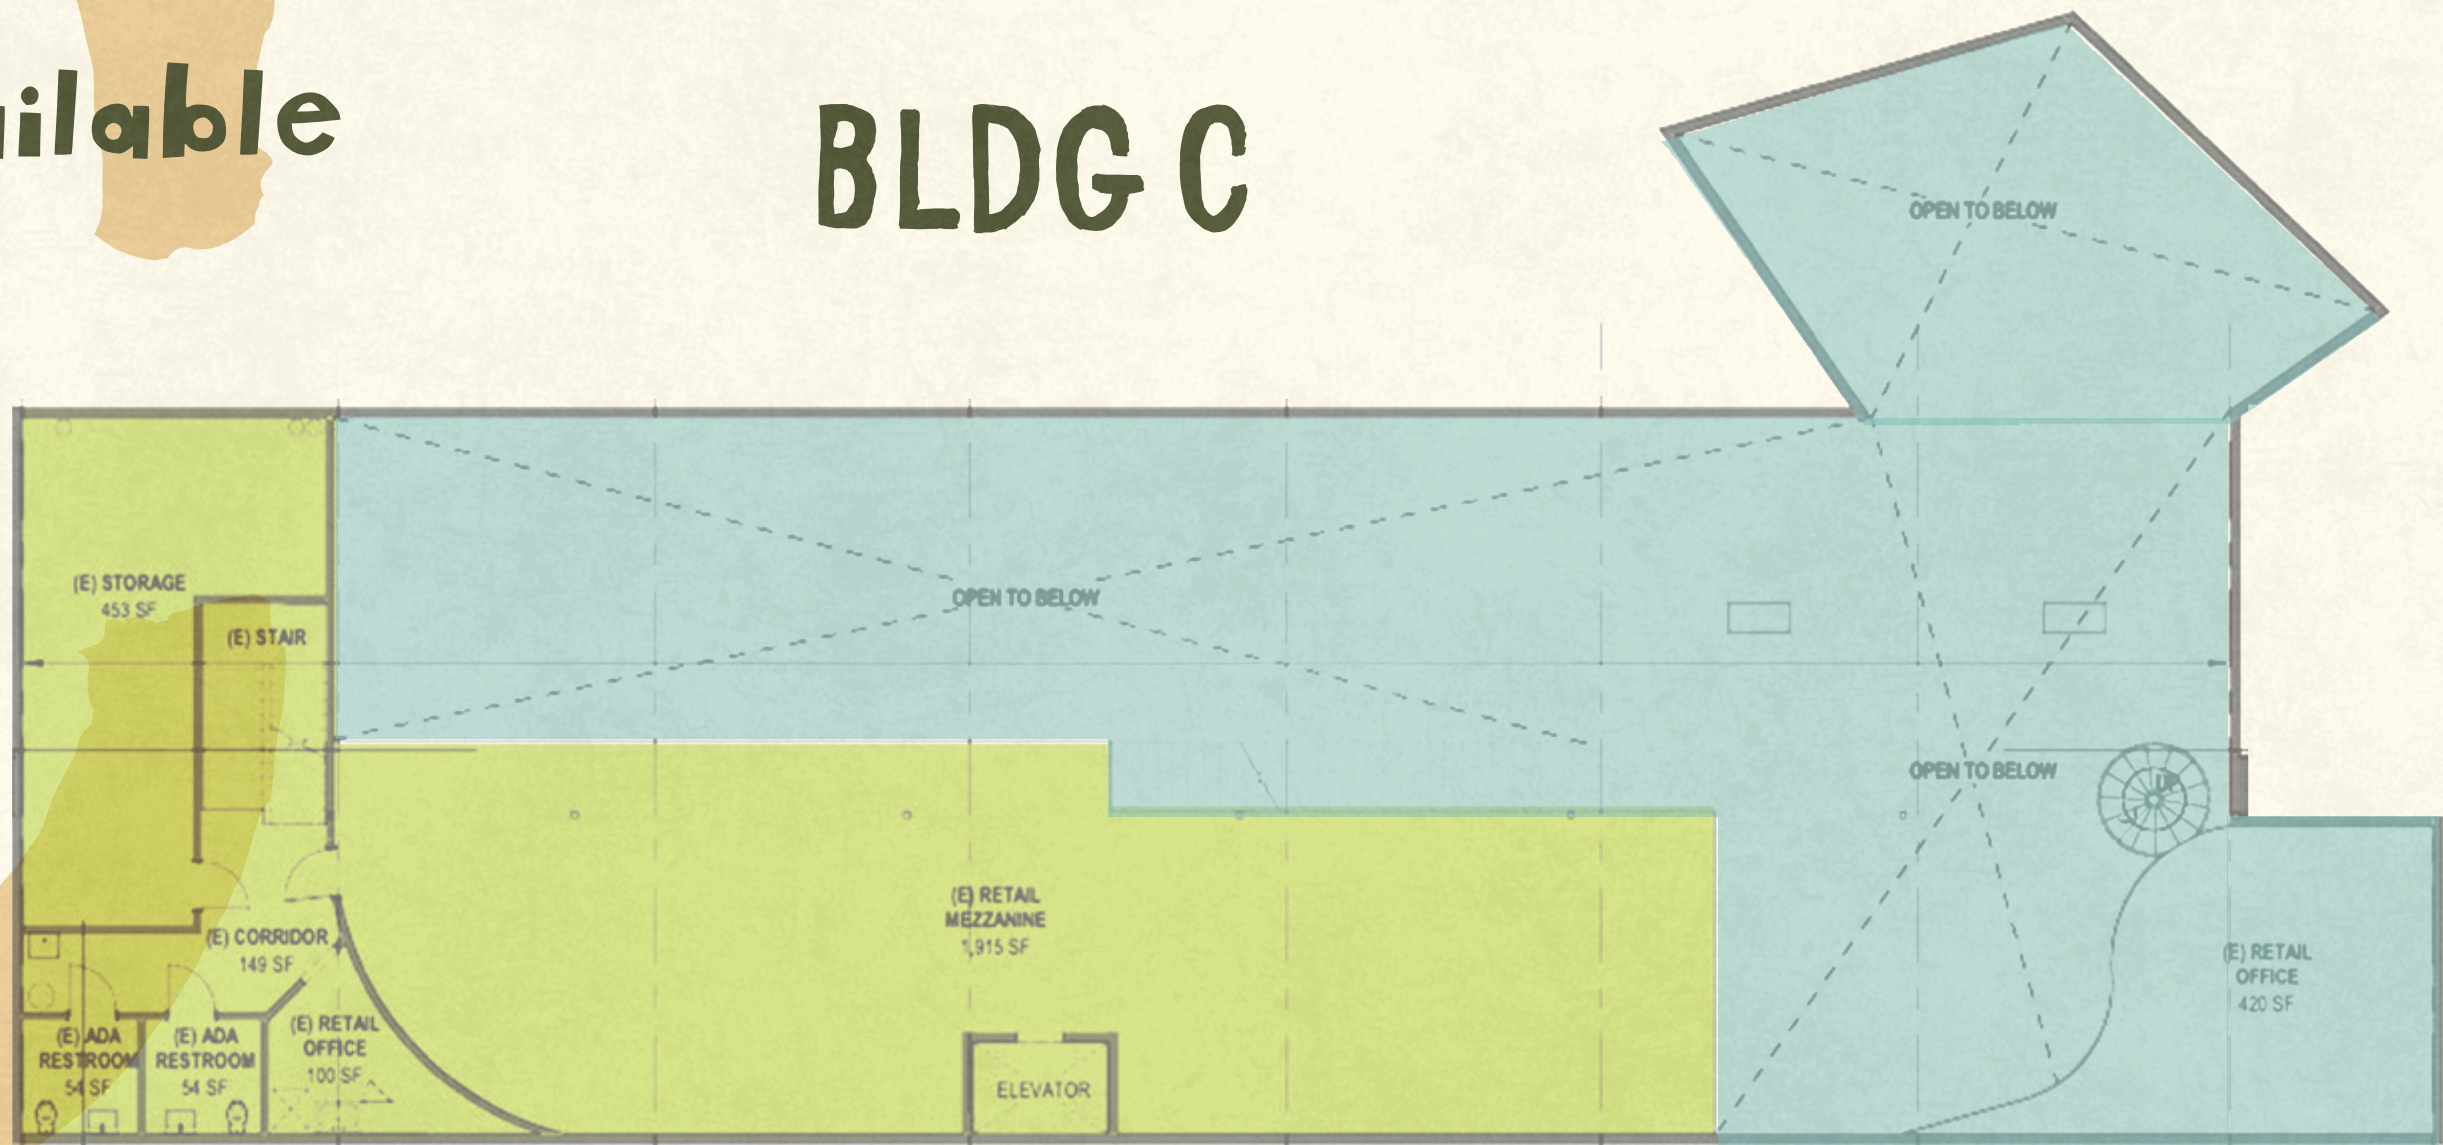 ilable
BLDG C
OPEN TO BELOW
(E) STORAGE
453 SF
(E) STAIR
OPEN TO BELOW
OPEN TO BELOW
UP
(E) RETAIL
MEZZANINE
1,915 SF
(E) CORRIDOR
149 SF
(E) RETAIL
OFFICE
420 SF
(E) ADA
RESTROOM
54 SF
(E) ADA
RESTROOM
54 SF
(E) RETAIL
OFFICE
100 SF
ELEVATOR